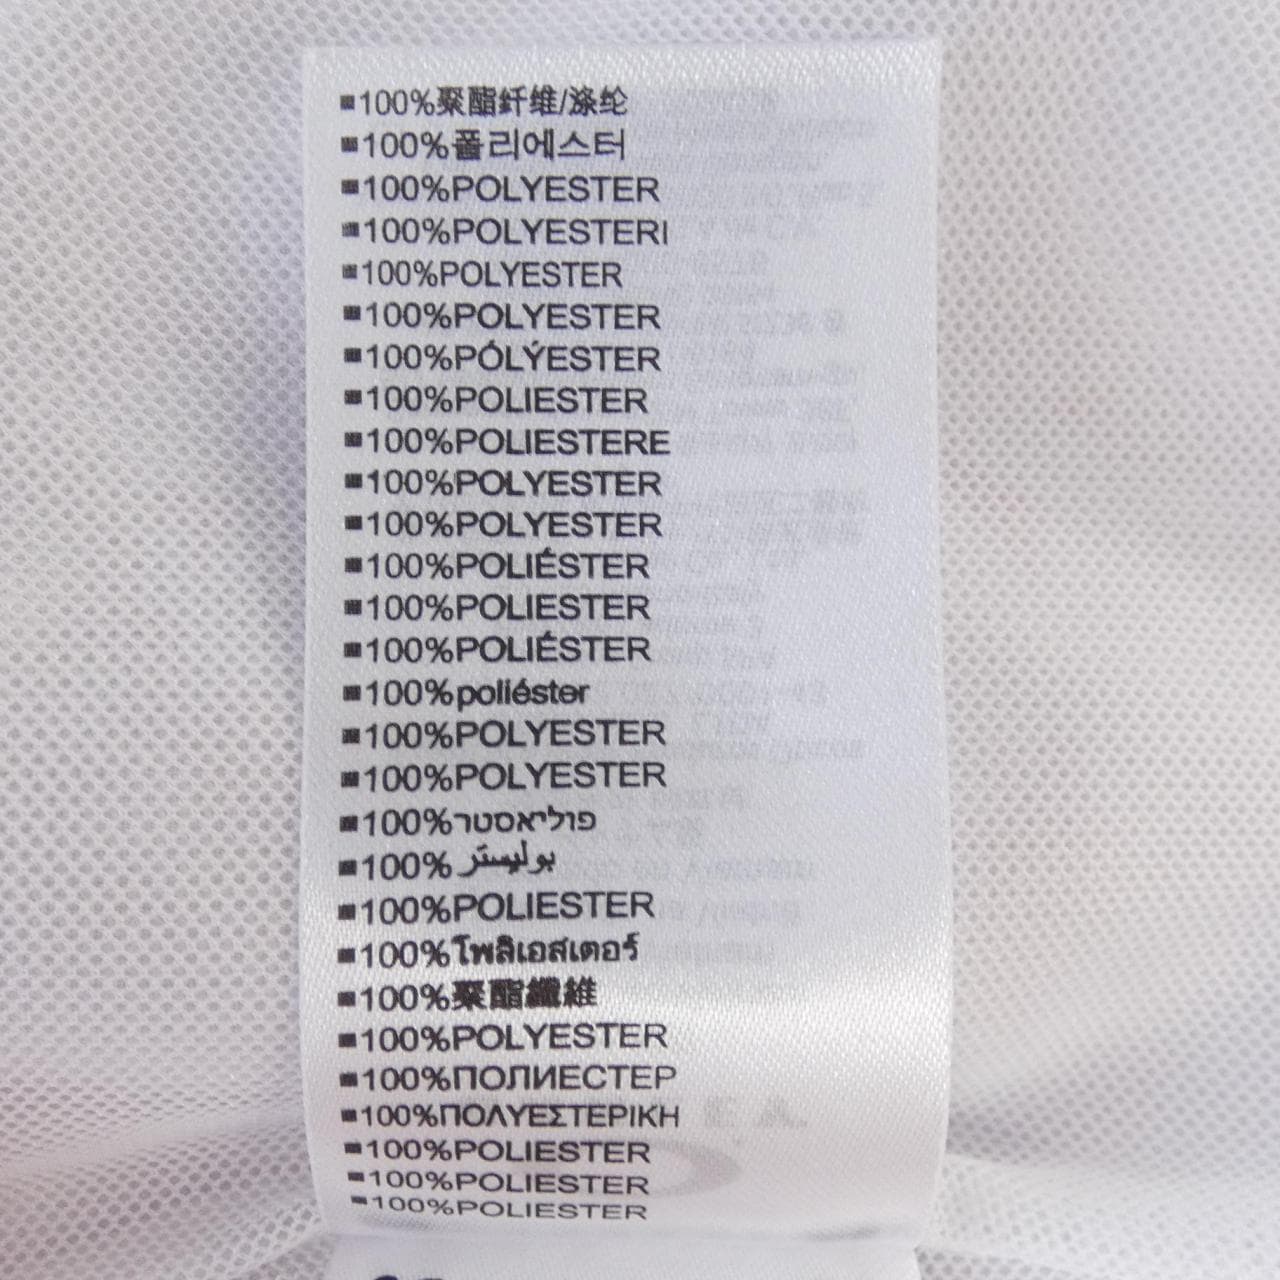 ■100%聚酯纤维/涤纶
■100%폴리에스터
■100%POLYESTER
■100%POLYESTERI
■100%POLYESTER
■100%POLYESTER
■100%PÓLÝESTER
■100%POLIESTER
■100%POLIESTERE
■100%POLYESTER
■100%POLYESTER
■100%POLIÉSTER
■100%POLIESTER
■100%POLIÉSTER
■100%poliéster
■100%POLYESTER
■100%POLYESTER
■100%פוליאסטר
■100% بوليستر
■100%POLIESTER
■100%โพลิเอสเตอร์
■100%聚酯纖維
■100%POLYESTER
■100%ПОЛИЕСТЕР
■100%ΠΟΛΥΕΣΤΕΡΙΚΗ
■100%POLIESTER
■100%POLIESTER
■100%POLIESTER